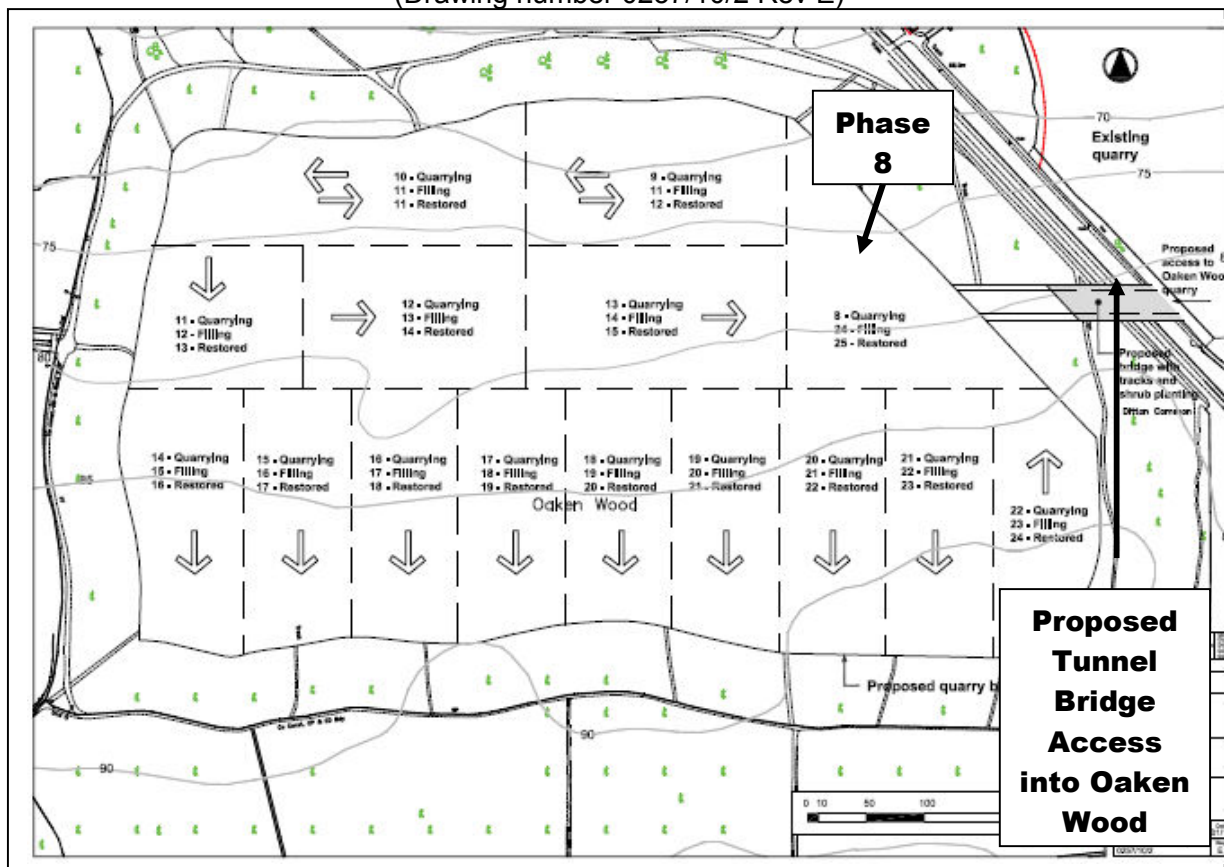 (Drawing number 0257/10/2 Rev E)
Phase
8
70
Existing
quarry
75
10 - Quarrying
11 - Filling
11 - Restored
9 - Quarrying
11 - Filling
12 - Restored
75
Proposed
access to
Oaken Wood
quarry
11 - Quarrying
12 - Filling
13 - Restored
12 - Quarrying
13 - Filling
14 - Restored
13 - Quarrying
14 - Filling
15 - Restored
8 - Quarrying
24 - Filling
25 - Restored
80
Proposed
bridge with
tracks and
shrub planting
Ditton Common
14 - Quarrying
15 - Filling
16 - Restored
15 - Quarrying
16 - Filling
17 - Restored
16 - Quarrying
17 - Filling
18 - Restored
17 - Quarrying
18 - Filling
19 - Restored
18 - Quarrying
19 - Filling
20 - Restored
19 - Quarrying
20 - Filling
21 - Restored
20 - Quarrying
21 - Filling
22 - Restored
21 - Quarrying
22 - Filling
23 - Restored
85
Oaken Wood
22 - Quarrying
23 - Filling
24 - Restored
Proposed quarry b
90
90
0 10 50 100
Proposed
Tunnel
Bridge
Access
into Oaken
Wood